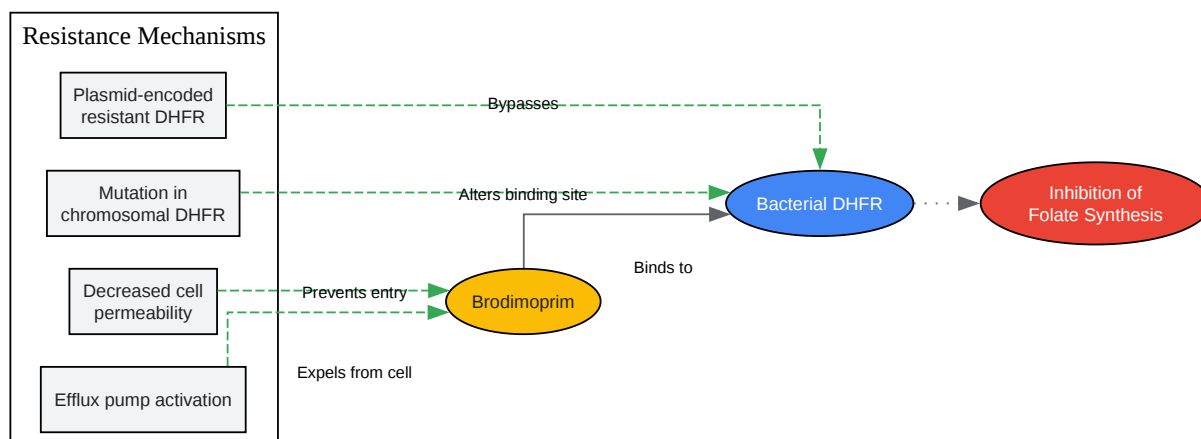 Resistance Mechanisms
Plasmid-encoded
resistant DHFR
Bypasses
Mutation in
chromosomal DHFR
Alters binding site
Bacterial DHFR
Inhibition of
Folate Synthesis
Binds to
Decreased cell
permeability
Prevents entry
Brodimoprim
Expels from cell
Efflux pump activation